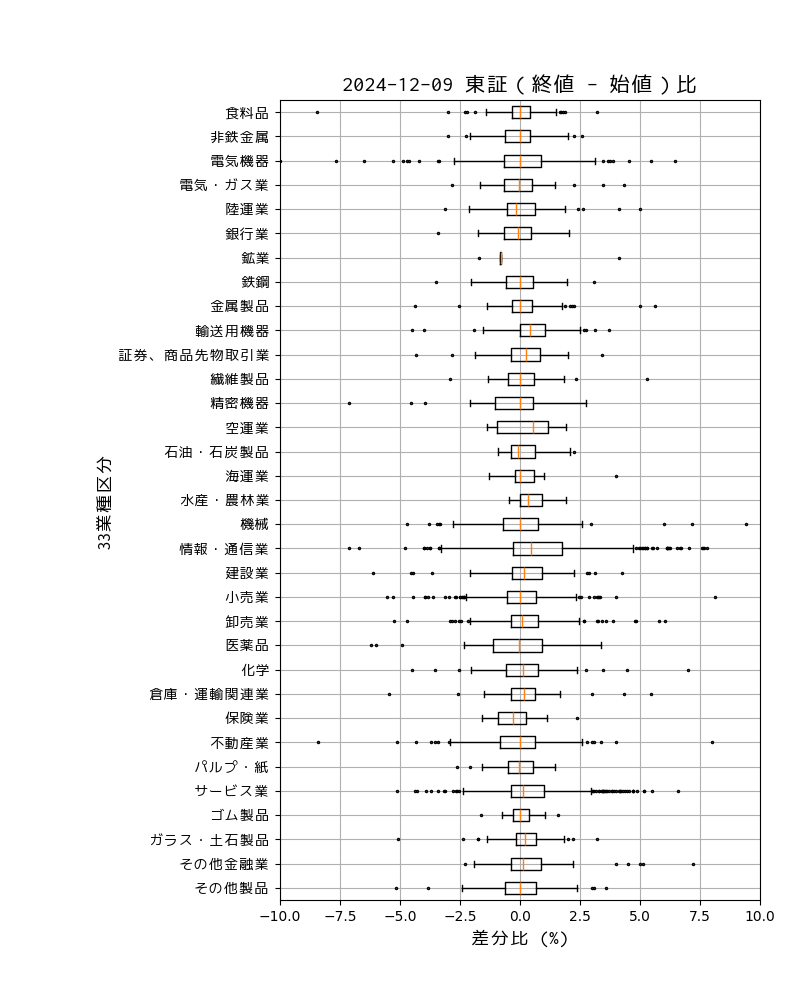 2024-12-09 東証（終値 - 始値）比
食料品
非鉄金属
電気機器
電気・ガス業
陸運業
銀行業
鉱業
鉄鋼
金属製品
輸送用機器
証券、商品先物取引業
繊維製品
精密機器
空運業
石油・石炭製品
海運業
水産・農林業
機械
情報・通信業
建設業
小売業
卸売業
医薬品
化学
倉庫・運輸関連業
保険業
不動産業
パルプ・紙
サービス業
ゴム製品
ガラス・土石製品
その他金融業
その他製品
33業種区分
−10.0 −7.5 −5.0 −2.5 0.0 2.5 5.0 7.5 10.0
差分比 (%)